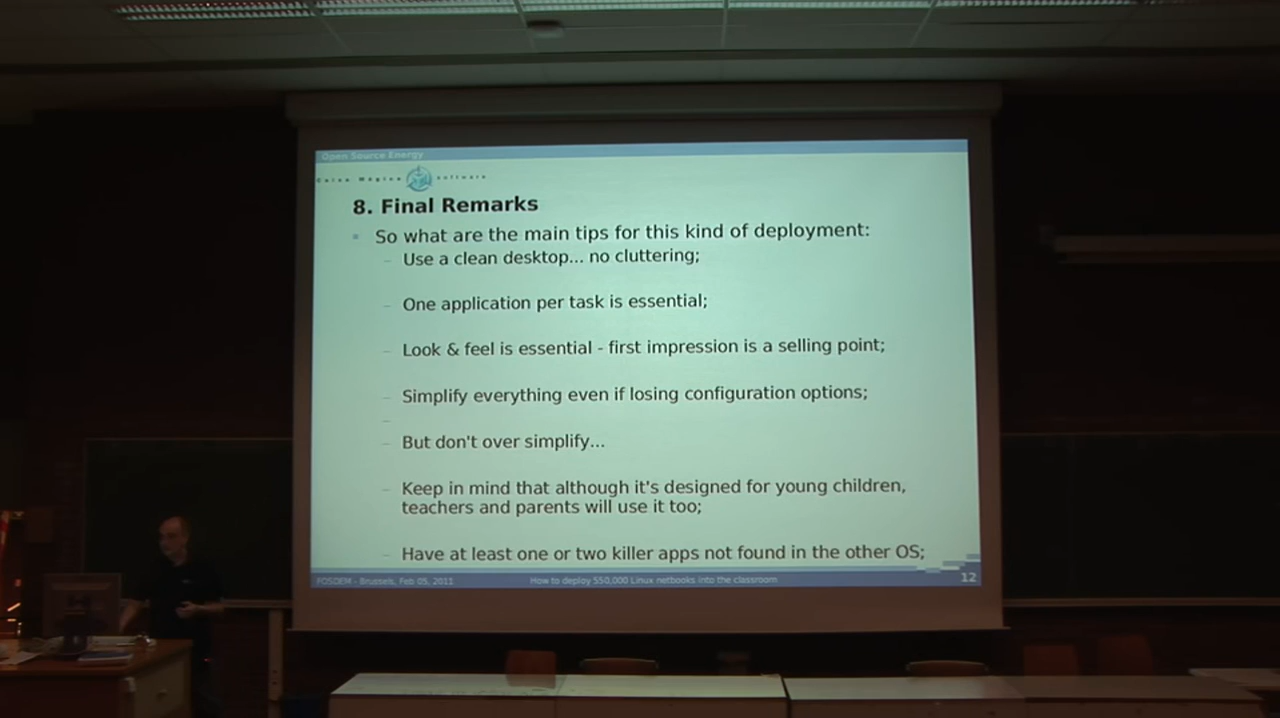 Open Source Energy
Caixa Mágica software
8. Final Remarks
So what are the main tips for this kind of deployment:
Use a clean desktop... no cluttering;
One application per task is essential;
Look & feel is essential - first impression is a selling point;
Simplify everything even if losing configuration options;
But don't over simplify...
Keep in mind that although it's designed for young children,
teachers and parents will use it too;
Have at least one or two killer apps not found in the other OS;
FOSDEM - Brussels, Feb 05, 2011 How to deploy 550,000 Linux netbooks into the classroom 12